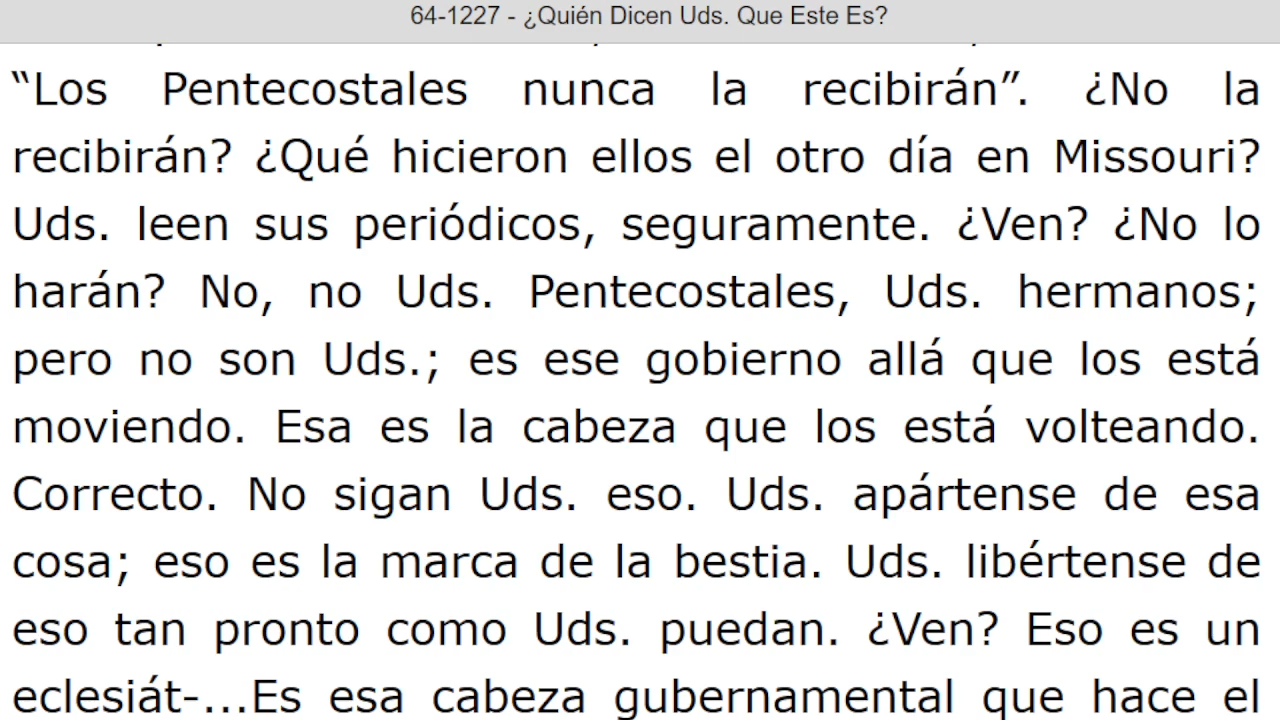 64-1227 - ¿Quién Dicen Uds. Que Este Es?
“Los Pentecostales nunca la recibirán”. ¿No la
recibirán? ¿Qué hicieron ellos el otro día en Missouri?
Uds. leen sus periódicos, seguramente. ¿Ven? ¿No lo
harán? No, no Uds. Pentecostales, Uds. hermanos;
pero no son Uds.; es ese gobierno allá que los está
moviendo. Esa es la cabeza que los está volteando.
Correcto. No sigan Uds. eso. Uds. apártense de esa
cosa; eso es la marca de la bestia. Uds. libértense de
eso tan pronto como Uds. puedan. ¿Ven? Eso es un
eclesiát-...Es esa cabeza gubernamental que hace el